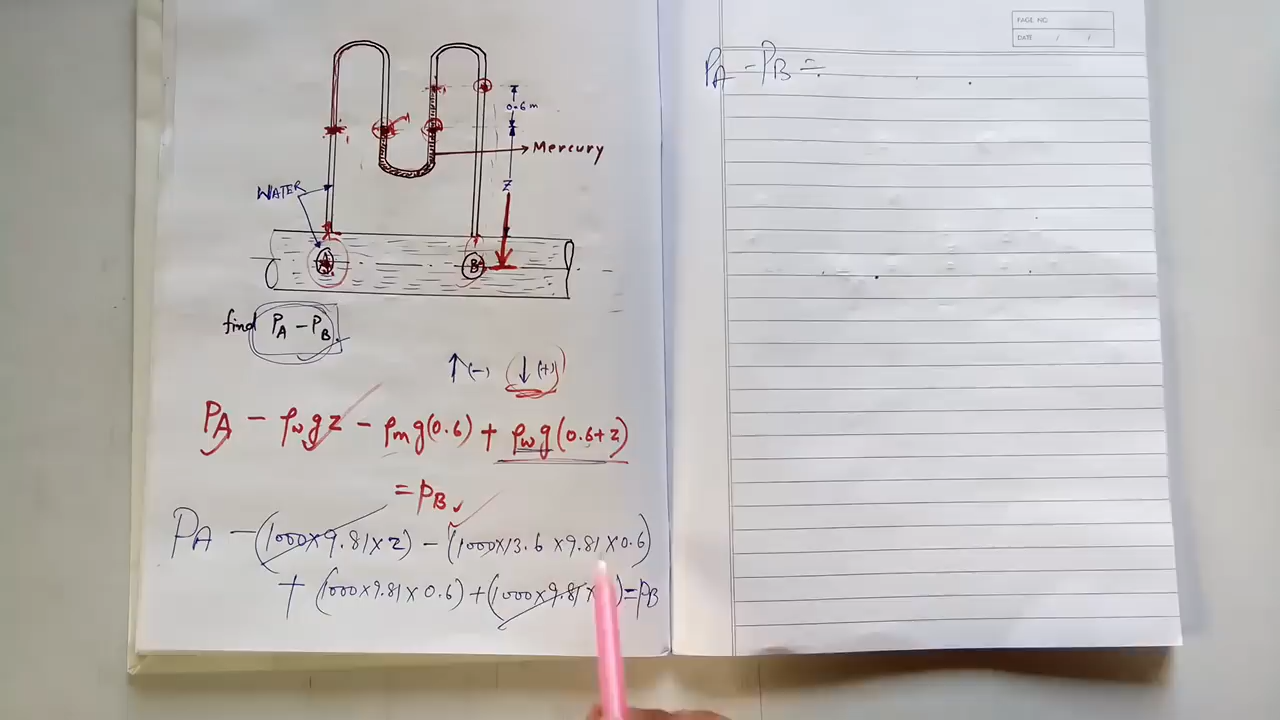 0.6 m
Mercury
Z
WATER
A
B
find PA - PB
↑(-) ↓(+)
PA - ρwgz - ρmg(0.6) + ρwg(0.6+z)
= PB
PA - (1000×9.81×z) - (1000×13.6×9.81×0.6)
+ (1000×9.81×0.6) + (1000×9.81× ) = PB
PAGE NO.
DATE / /
PA - PB =